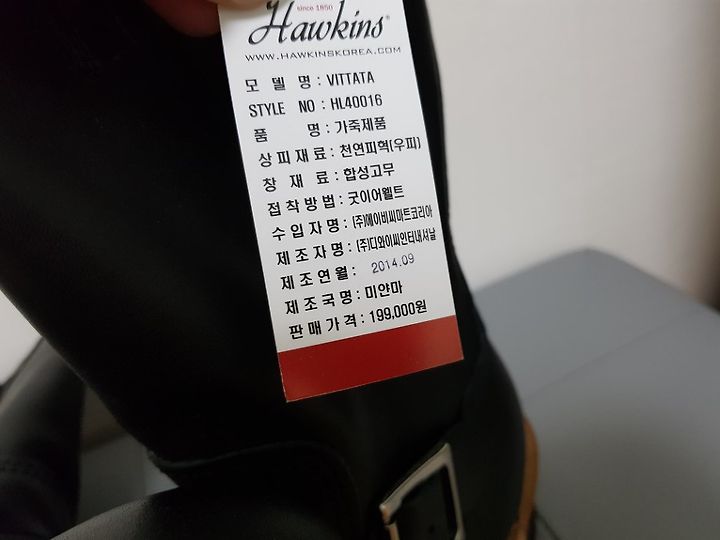 since 1850
Hawkins®
WWW.HAWKINSKOREA.COM
모 델 명 : VITTATA
STYLE NO : HL40016
품 명 : 가죽제품
상피재료 : 천연피혁(우피)
창 재 료 : 합성고무
접착방법 : 굿이어웰트
수입자명 : (주)에이비씨마트코리아
제조자명 : (주)디와이씨인터내셔날
제조연월 : 2014.09
제조국명 : 미얀마
판매가격 : 199,000원